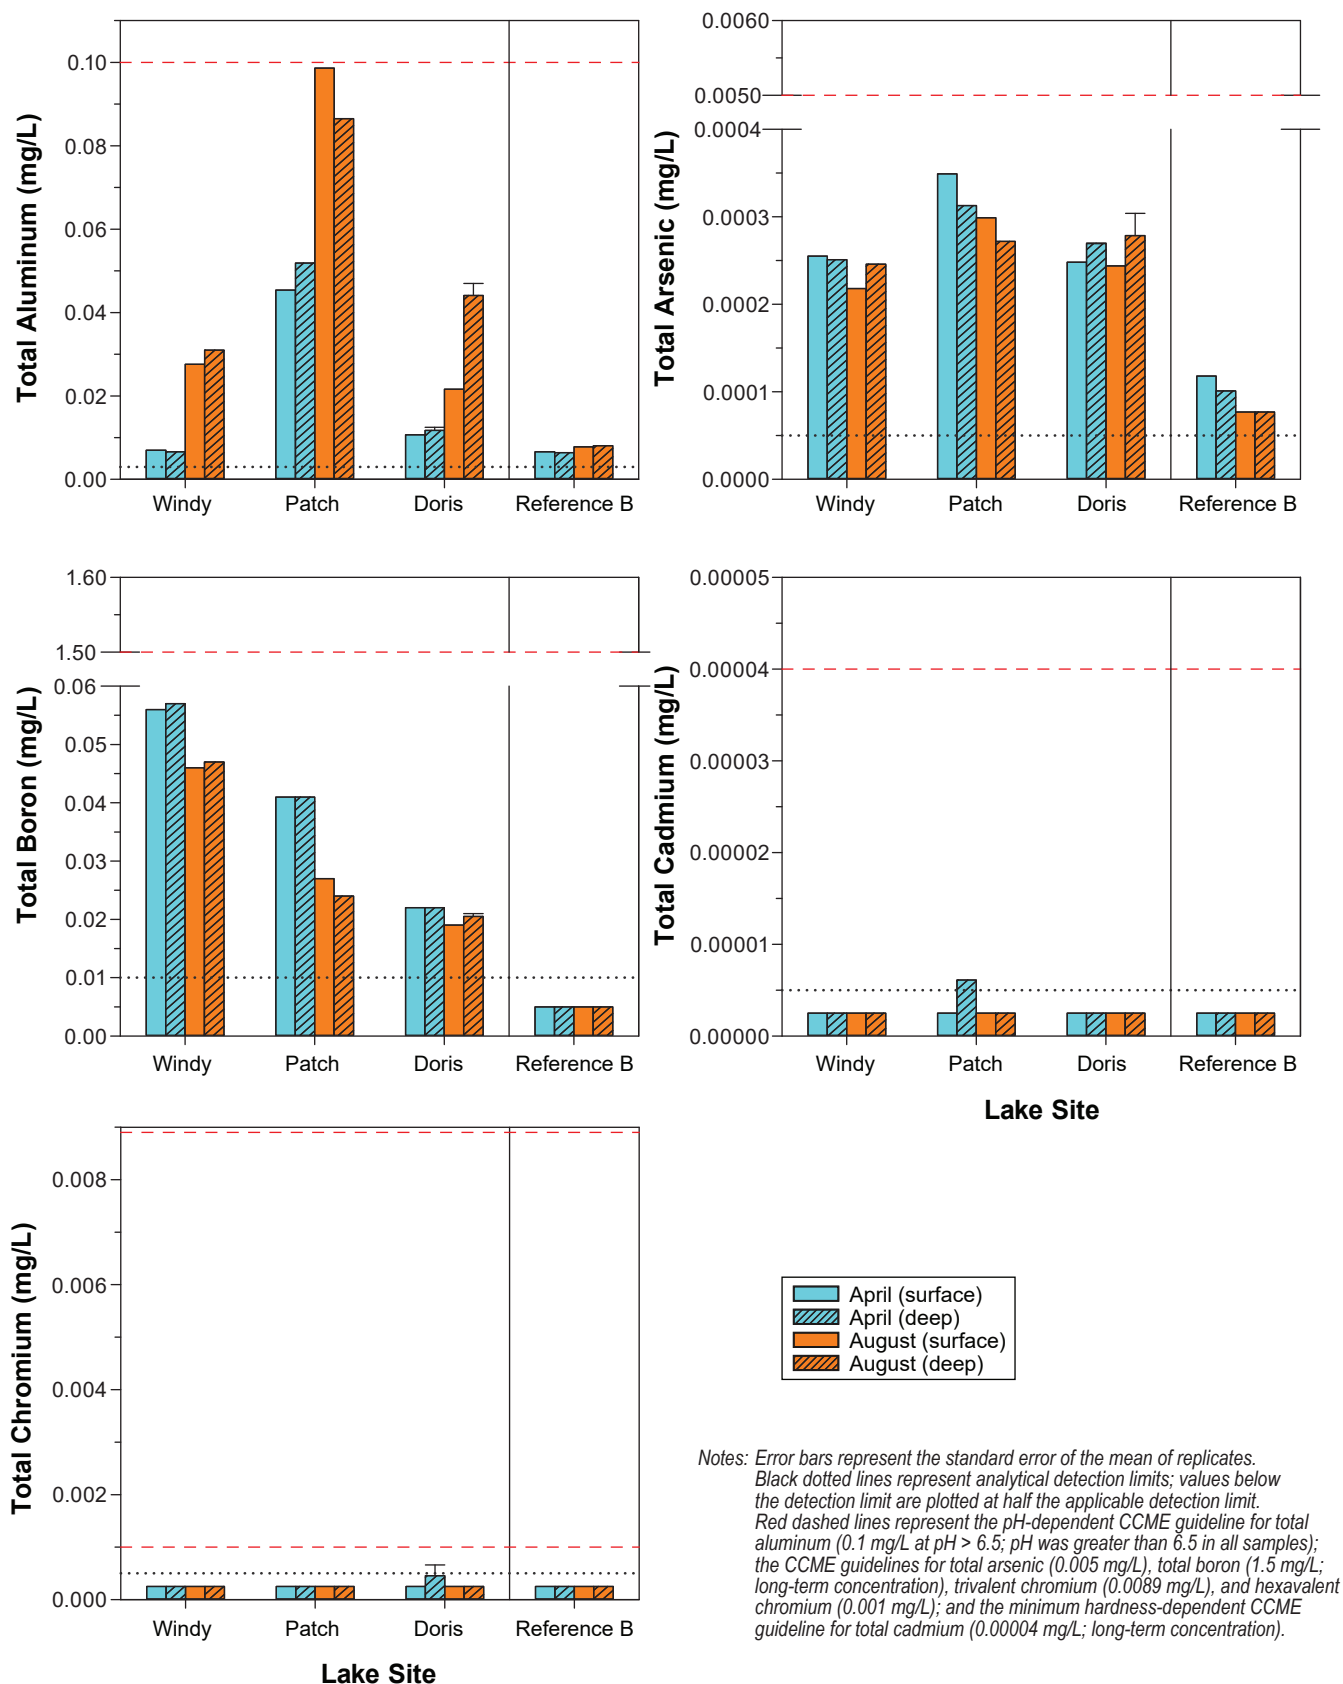 Total Aluminum (mg/L)
0.10
0.08
0.06
0.04
0.02
0.00
Windy Patch Doris Reference B
Total Arsenic (mg/L)
0.0060
0.0050
0.0004
0.0003
0.0002
0.0001
0.0000
Windy Patch Doris Reference B
Total Boron (mg/L)
1.60
1.50
0.06
0.05
0.04
0.03
0.02
0.01
0.00
Windy Patch Doris Reference B
Total Cadmium (mg/L)
0.00005
0.00004
0.00003
0.00002
0.00001
0.00000
Windy Patch Doris Reference B
Lake Site
Total Chromium (mg/L)
0.008
0.006
0.004
0.002
0.000
Windy Patch Doris Reference B
Lake Site
April (surface)
April (deep)
August (surface)
August (deep)
Notes: Error bars represent the standard error of the mean of replicates.
Black dotted lines represent analytical detection limits; values below
the detection limit are plotted at half the applicable detection limit.
Red dashed lines represent the pH-dependent CCME guideline for total
aluminum (0.1 mg/L at pH > 6.5; pH was greater than 6.5 in all samples);
the CCME guidelines for total arsenic (0.005 mg/L), total boron (1.5 mg/L;
long-term concentration), trivalent chromium (0.0089 mg/L), and hexavalent
chromium (0.001 mg/L); and the minimum hardness-dependent CCME
guideline for total cadmium (0.00004 mg/L; long-term concentration).